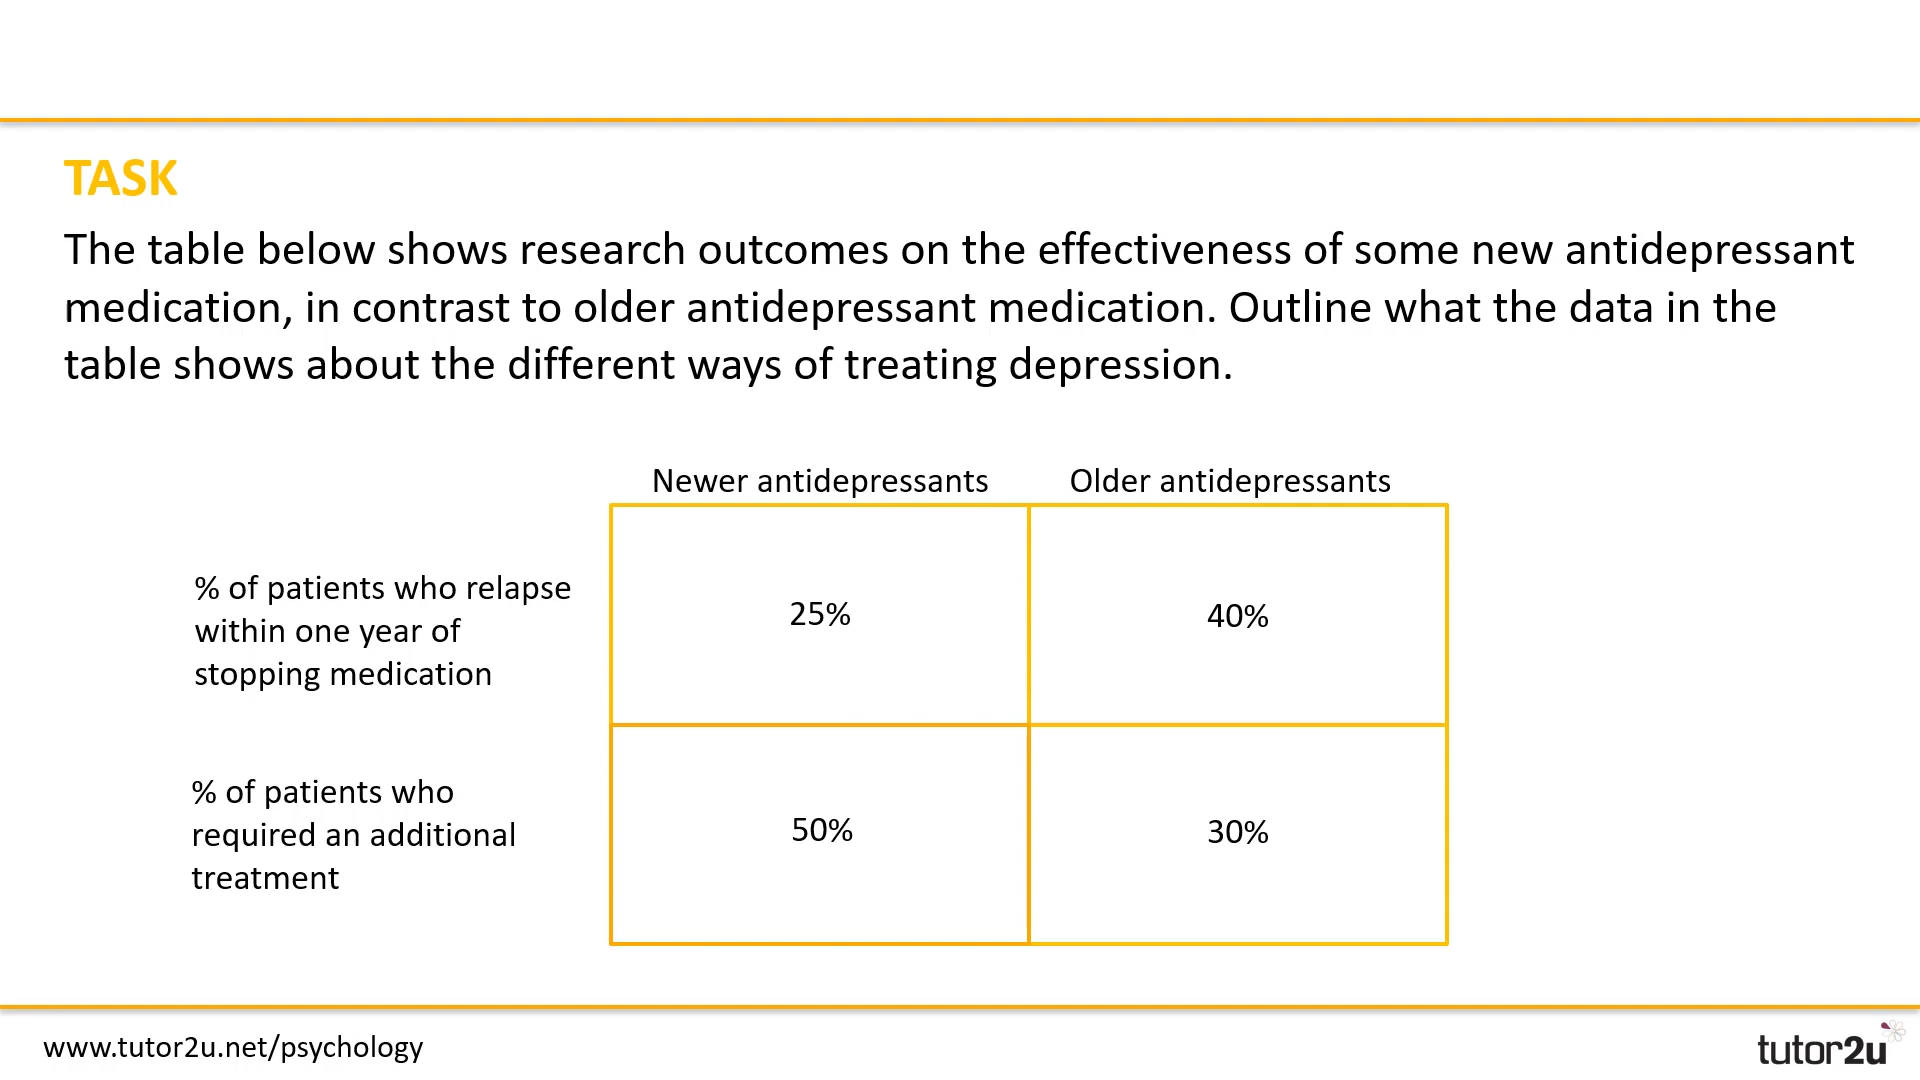 TASK
The table below shows research outcomes on the effectiveness of some new antidepressant
medication, in contrast to older antidepressant medication. Outline what the data in the
table shows about the different ways of treating depression.
Newer antidepressants
Older antidepressants
% of patients who relapse
within one year of
stopping medication
25%
40%
% of patients who
required an additional
treatment
50%
30%
www.tutor2u.net/psychology
tutor2u